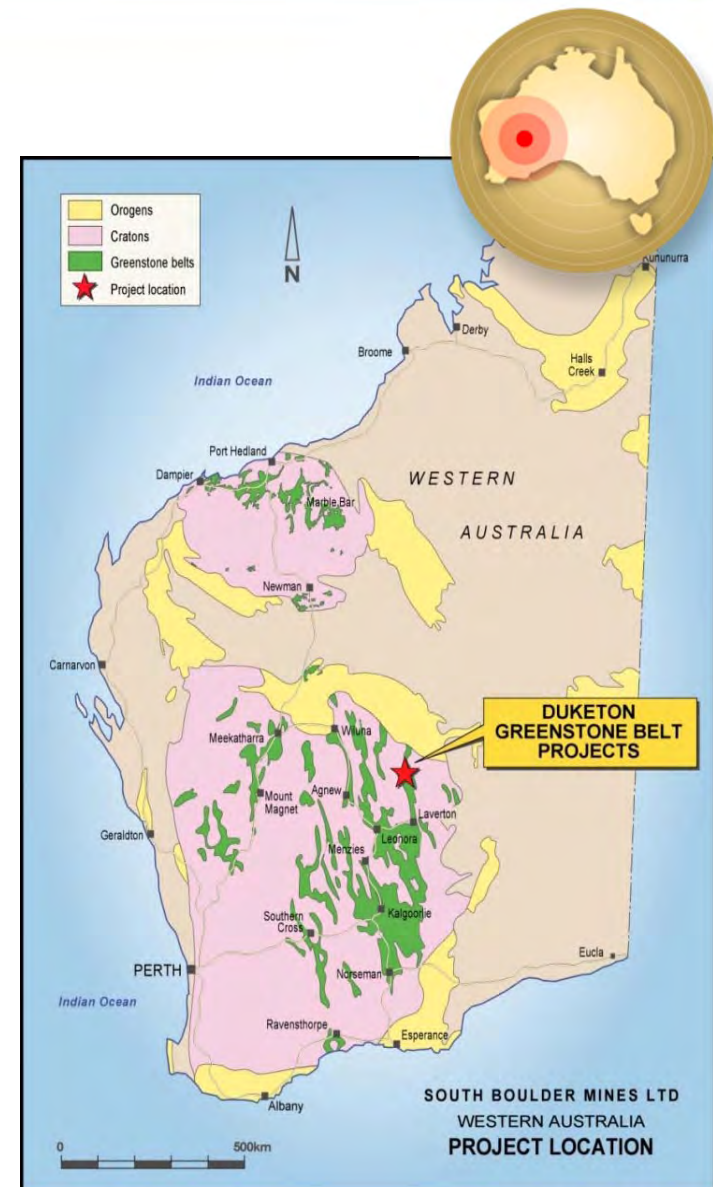 Orogens
Cratons
Greenstone belts
Project location
N
Kununurra
Derby
Broome
Halls
Creek
Indian Ocean
Port Hedland
Dampier
Marble Bar
WESTERN
AUSTRALIA
Newman
Carnarvon
DUKETON
GREENSTONE BELT
PROJECTS
Meekatharra
Wiluna
Mount
Magnet
Agnew
Laverton
Leonora
Geraldton
Menzies
Kalgoorlie
Southern
Cross
Eucla
PERTH
Norseman
Indian Ocean
Ravensthorpe
Esperance
Albany
SOUTH BOULDER MINES LTD
WESTERN AUSTRALIA
PROJECT LOCATION
0 500km